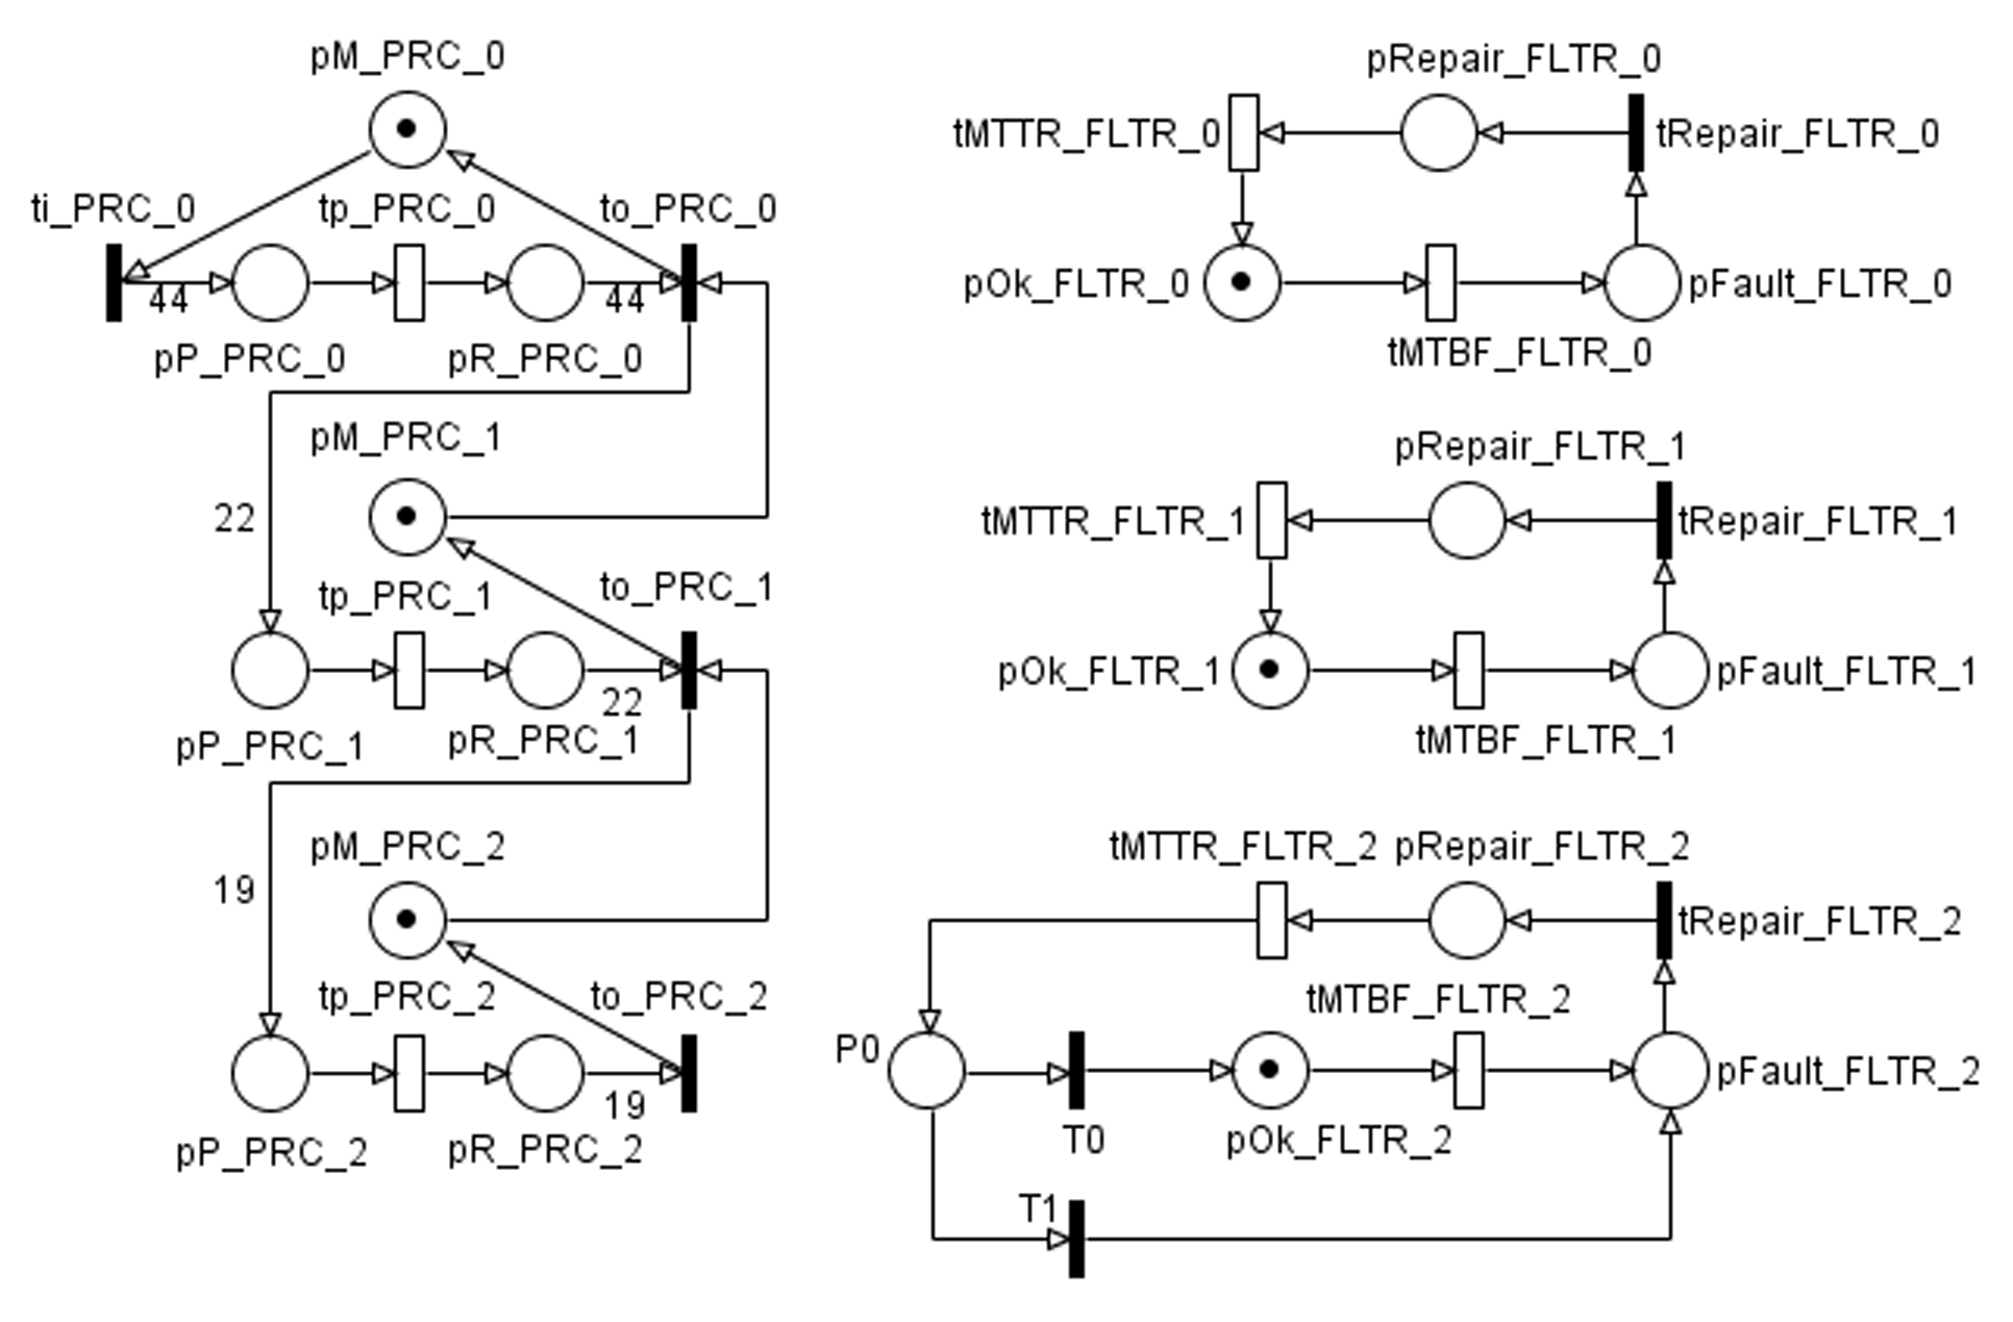 pM_PRC_0
ti_PRC_0
tp_PRC_0
to_PRC_0
44
44
pP_PRC_0
pR_PRC_0
pM_PRC_1
22
tp_PRC_1
to_PRC_1
22
pP_PRC_1
pR_PRC_1
pM_PRC_2
19
tp_PRC_2
to_PRC_2
19
pP_PRC_2
pR_PRC_2
pRepair_FLTR_0
tMTTR_FLTR_0
tRepair_FLTR_0
pOk_FLTR_0
pFault_FLTR_0
tMTBF_FLTR_0
pRepair_FLTR_1
tMTTR_FLTR_1
tRepair_FLTR_1
pOk_FLTR_1
pFault_FLTR_1
tMTBF_FLTR_1
tMTTR_FLTR_2
pRepair_FLTR_2
tRepair_FLTR_2
tMTBF_FLTR_2
P0
pFault_FLTR_2
T0
pOk_FLTR_2
T1